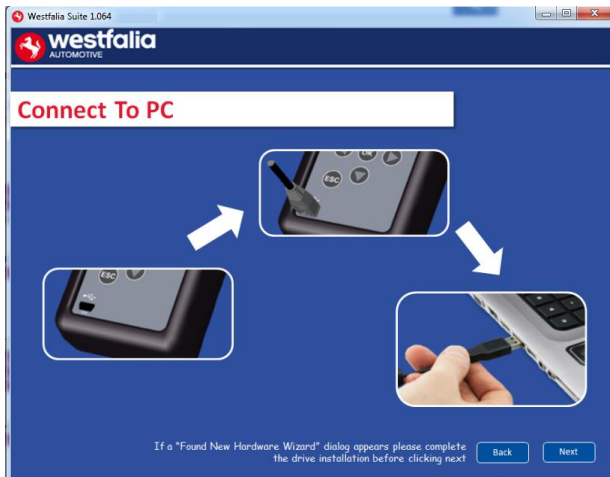 Westfalia Suite 1.064
westfalia
AUTOMOTIVE
Connect To PC
OK
ESC
ESC
If a "Found New Hardware Wizard" dialog appears please complete
the drive installation before clicking next
Back
Next